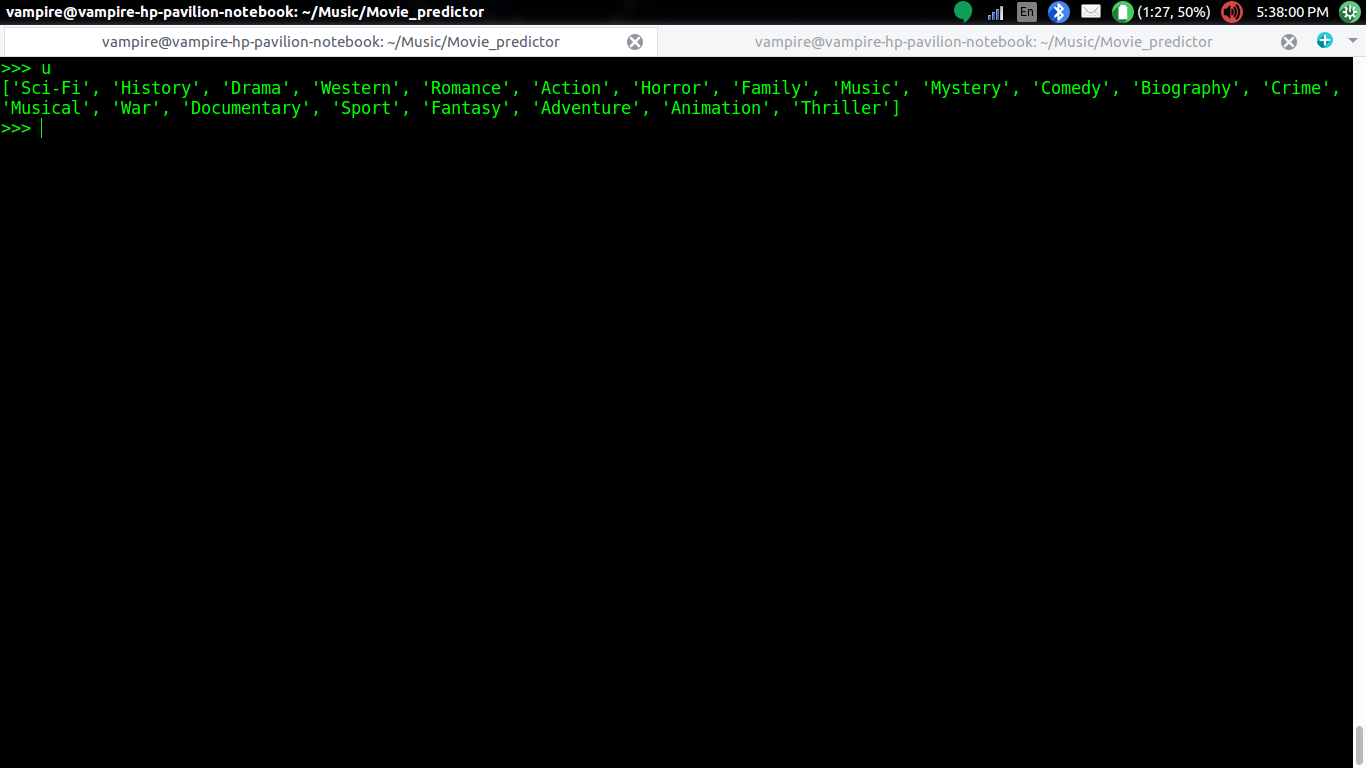 vampire@vampire-hp-pavilion-notebook: ~/Music/Movie_predictor En (1:27, 50%) 5:38:00 PM
vampire@vampire-hp-pavilion-notebook: ~/Music/Movie_predictor vampire@vampire-hp-pavilion-notebook: ~/Music/Movie_predictor
>>> u
['Sci-Fi', 'History', 'Drama', 'Western', 'Romance', 'Action', 'Horror', 'Family', 'Music', 'Mystery', 'Comedy', 'Biography', 'Crime',
'Musical', 'War', 'Documentary', 'Sport', 'Fantasy', 'Adventure', 'Animation', 'Thriller']
>>>